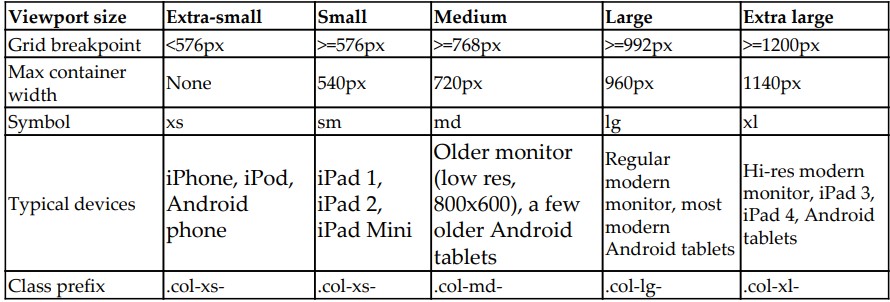 Viewport size Extra-small Small Medium Large Extra large
Grid breakpoint <576px >=576px >=768px >=992px >=1200px
Max container width None 540px 720px 960px 1140px
Symbol xs sm md lg xl
Typical devices iPhone, iPod, Android phone iPad 1, iPad 2, iPad Mini Older monitor (low res, 800x600), a few older Android tablets Regular modern monitor, most modern Android tablets Hi-res modern monitor, iPad 3, iPad 4, Android tablets
Class prefix .col-xs- .col-xs- .col-md- .col-lg- .col-xl-